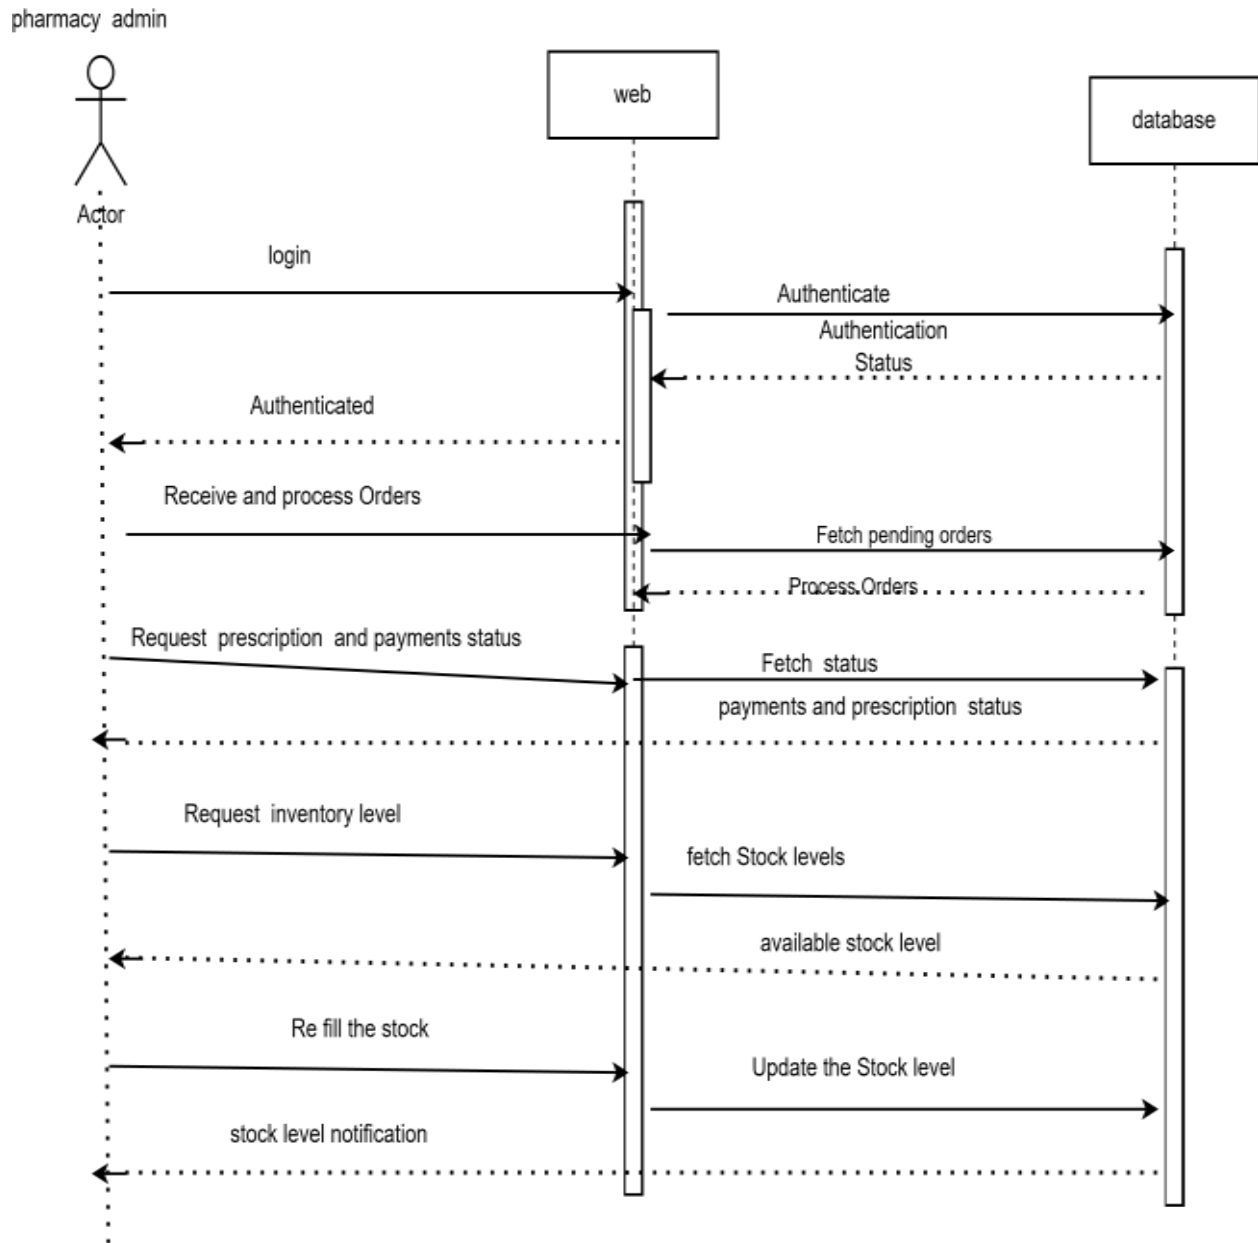 pharmacy admin
web
database
Actor
login
Authenticate
Authentication
Status
Authenticated
Receive and process Orders
Fetch pending orders
Process Orders
Request prescription and payments status
Fetch status
payments and prescription status
Request inventory level
fetch Stock levels
available stock level
Re fill the stock
Update the Stock level
stock level notification